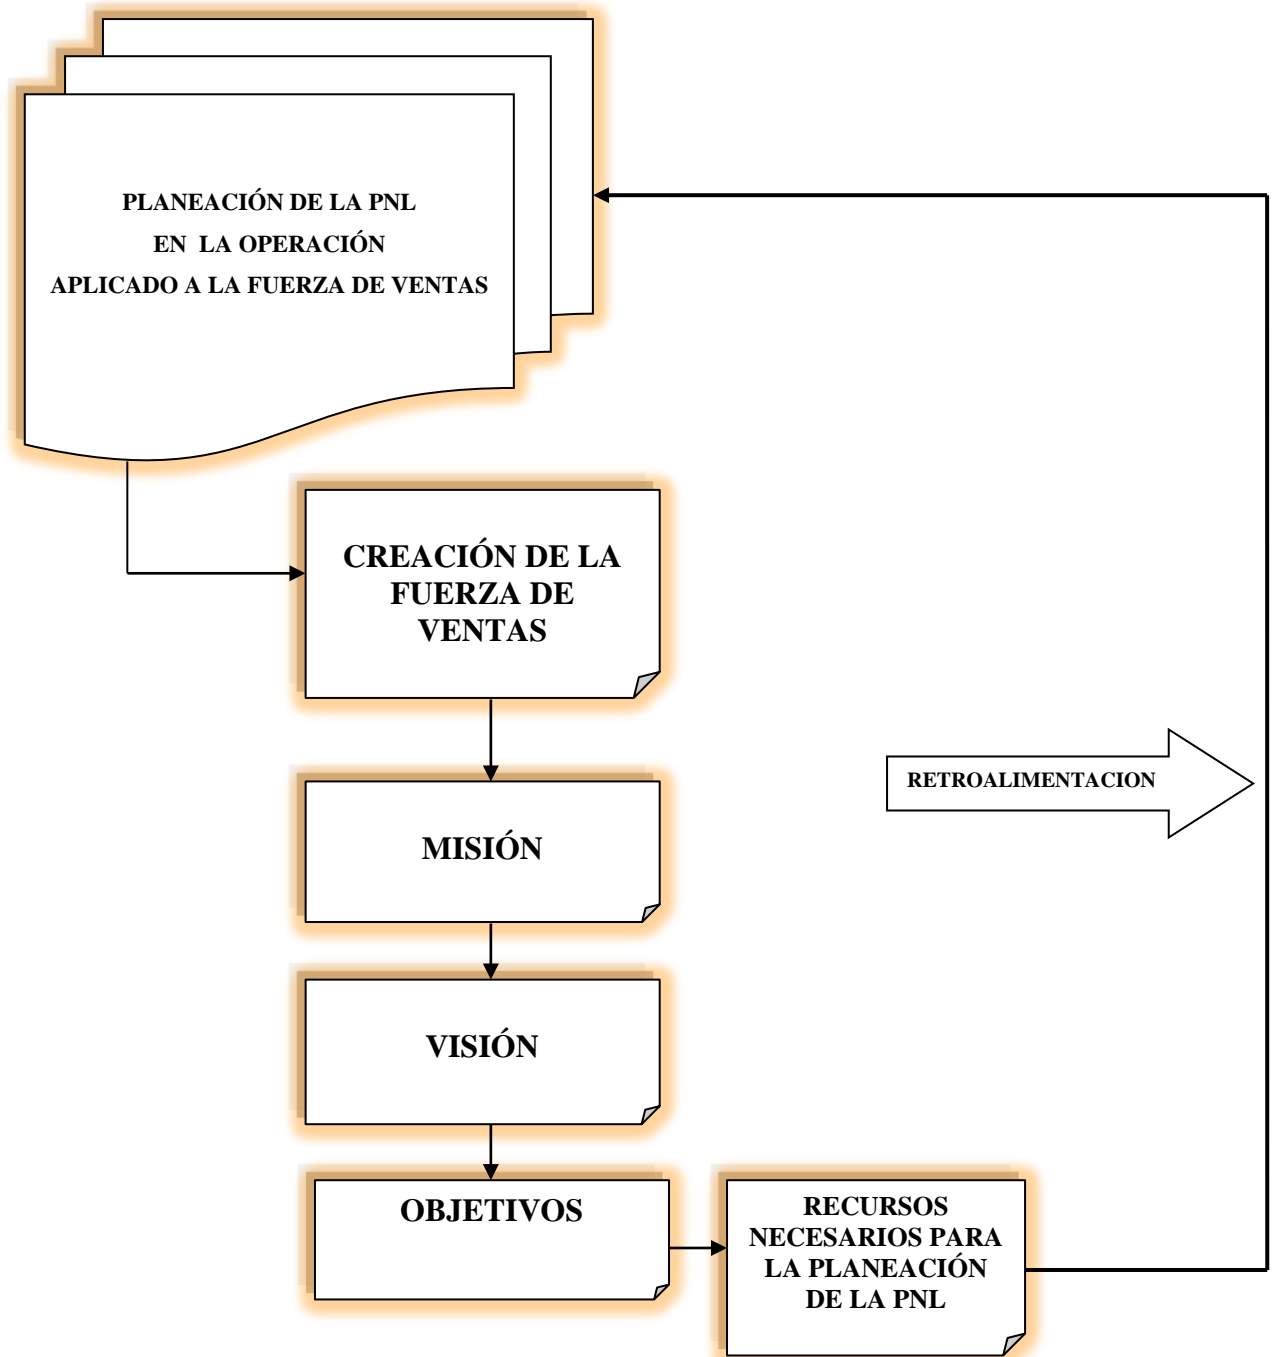 PLANEACIÓN DE LA PNL
EN LA OPERACIÓN
APLICADO A LA FUERZA DE VENTAS
CREACIÓN DE LA
FUERZA DE
VENTAS
RETROALIMENTACION
MISIÓN
VISIÓN
OBJETIVOS
RECURSOS
NECESARIOS PARA
LA PLANEACIÓN
DE LA PNL